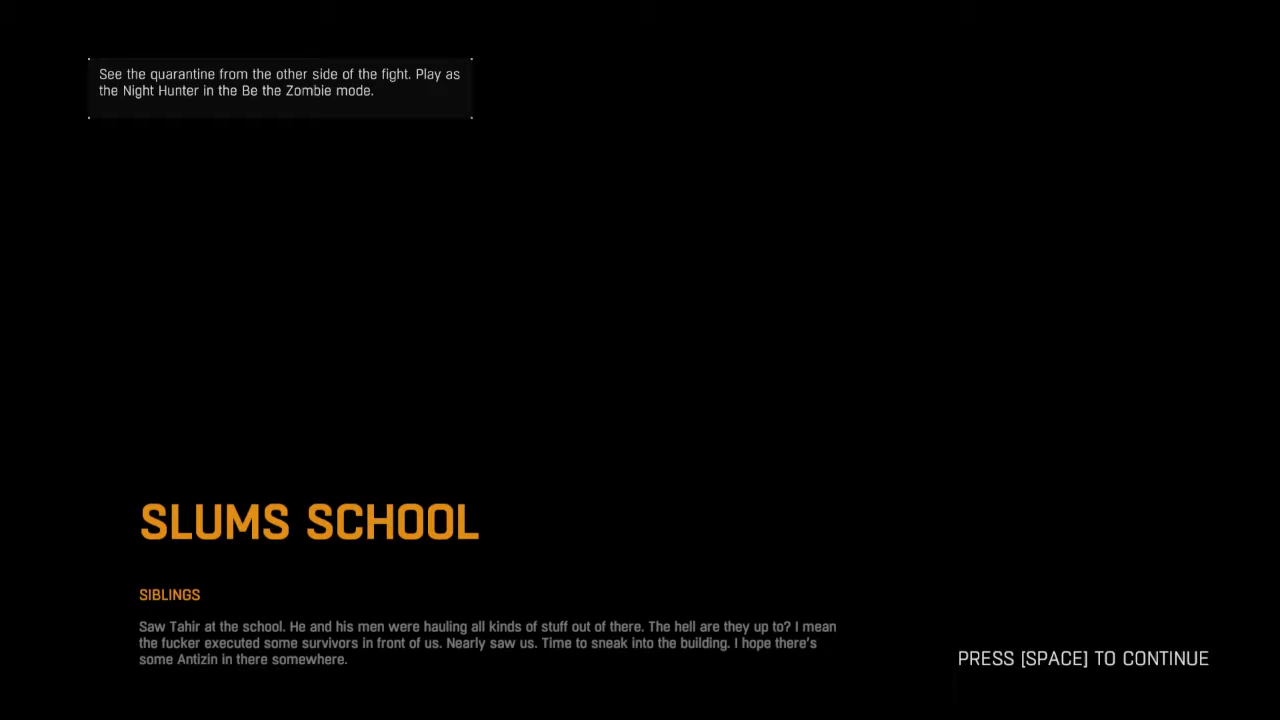 See the quarantine from the other side of the fight. Play as
the Night Hunter in the Be the Zombie mode.
SLUMS SCHOOL
SIBLINGS
Saw Tahir at the school. He and his men were hauling all kinds of stuff out of there. The hell are they up to? I mean
the fucker executed some survivors in front of us. Nearly saw us. Time to sneak into the building. I hope there's
some Antizin in there somewhere.
PRESS [SPACE] TO CONTINUE